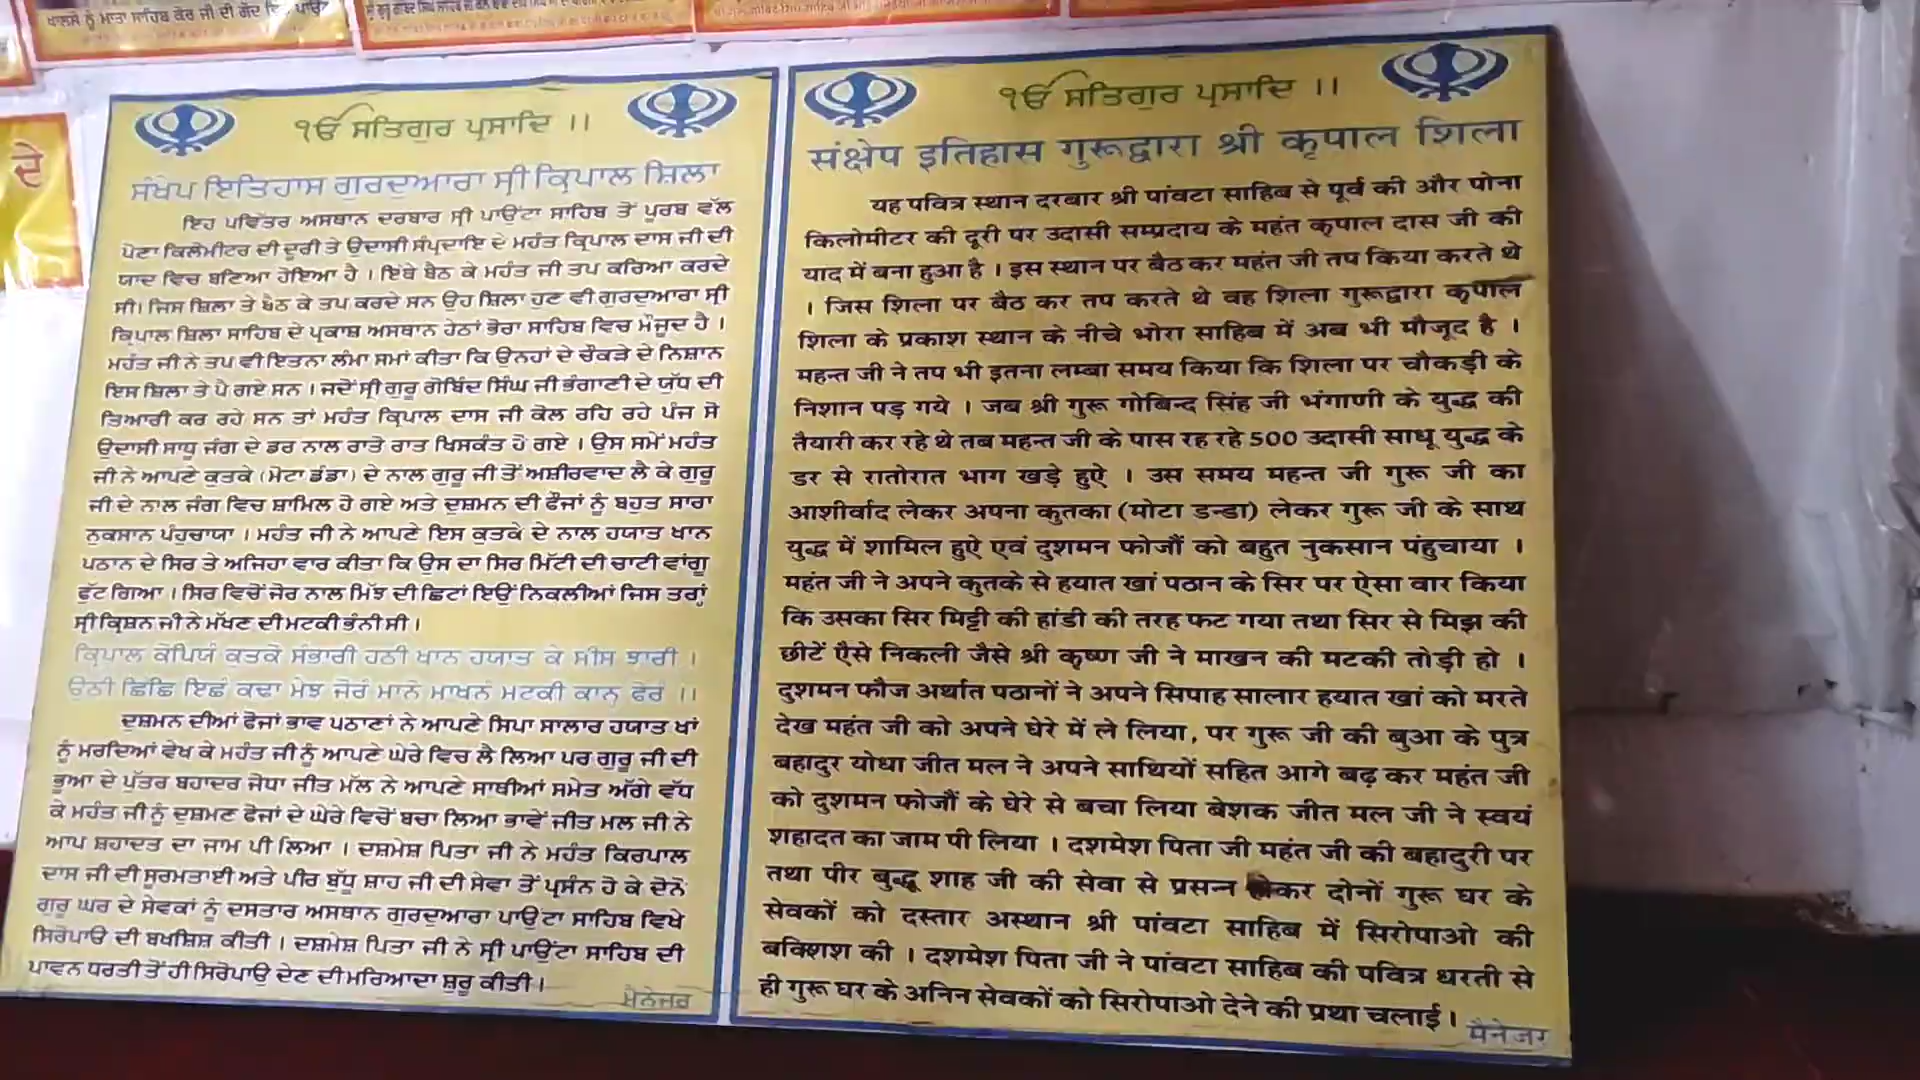 ਖਾਲਸੇ ਨੂੰ ਮਾਤਾ ਸਾਹਿਬ ਕੌਰ ਜੀ ਦੀ ਗੋਦ
ਦੇ
੧ਓ ਸਤਿਗੁਰ ਪ੍ਰਸਾਦਿ ।।
ਸੰਖੇਪ ਇਤਿਹਾਸ ਗੁਰਦੁਆਰਾ ਸ੍ਰੀ ਕ੍ਰਿਪਾਲ ਸ਼ਿਲਾ
ਇਹ ਪਵਿੱਤਰ ਅਸਥਾਨ ਦਰਬਾਰ ਸ੍ਰੀ ਪਾਉਂਟਾ ਸਾਹਿਬ ਤੋਂ ਪੂਰਬ ਵੱਲ
ਪੋਣਾ ਕਿਲੋਮੀਟਰ ਦੀ ਦੂਰੀ ਤੇ ਉਦਾਸੀ ਸੰਪ੍ਰਦਾਇ ਦੇ ਮਹੰਤ ਕ੍ਰਿਪਾਲ ਦਾਸ ਜੀ ਦੀ
ਯਾਦ ਵਿਚ ਬਣਿਆ ਹੋਇਆ ਹੈ । ਇਥੇ ਬੈਠ ਕੇ ਮਹੰਤ ਜੀ ਤਪ ਕਰਿਆ ਕਰਦੇ
ਸੀ। ਜਿਸ ਸ਼ਿਲਾ ਤੇ ਬੈਠ ਕੇ ਤਪ ਕਰਦੇ ਸਨ ਉਹ ਸ਼ਿਲਾ ਹੁਣ ਵੀ ਗੁਰਦੁਆਰਾ ਸ੍ਰੀ
ਕ੍ਰਿਪਾਲ ਸ਼ਿਲਾ ਸਾਹਿਬ ਦੇ ਪ੍ਰਕਾਸ਼ ਅਸਥਾਨ ਹੇਠਾਂ ਭੋਰਾ ਸਾਹਿਬ ਵਿਚ ਮੌਜੂਦ ਹੈ ।
ਮਹੰਤ ਜੀ ਨੇ ਤਪ ਵੀ ਇਤਨਾ ਲੰਮਾ ਸਮਾਂ ਕੀਤਾ ਕਿ ਉਨਹਾਂ ਦੇ ਚੌਕੜੇ ਦੇ ਨਿਸ਼ਾਨ
ਇਸ ਸ਼ਿਲਾ ਤੇ ਪੈ ਗਏ ਸਨ । ਜਦੋਂ ਸ੍ਰੀ ਗੁਰੂ ਗੋਬਿੰਦ ਸਿੰਘ ਜੀ ਭੰਗਾਣੀ ਦੇ ਯੁੱਧ ਦੀ
ਤਿਆਰੀ ਕਰ ਰਹੇ ਸਨ ਤਾਂ ਮਹੰਤ ਕ੍ਰਿਪਾਲ ਦਾਸ ਜੀ ਕੋਲ ਰਹਿ ਰਹੇ ਪੰਜ ਸੋ
ਉਦਾਸੀ ਸਾਧੂ ਜੰਗ ਦੇ ਡਰ ਨਾਲ ਰਾਤੋ ਰਾਤ ਖਿਸਕੰਤ ਹੋ ਗਏ । ਉਸ ਸਮੇਂ ਮਹੰਤ
ਜੀ ਨੇ ਆਪਣੇ ਕੁਤਕੇ (ਮੋਟਾ ਡੰਡਾ) ਦੇ ਨਾਲ ਗੁਰੂ ਜੀ ਤੋਂ ਅਸ਼ੀਰਵਾਦ ਲੈ ਕੇ ਗੁਰੂ
ਜੀ ਦੇ ਨਾਲ ਜੰਗ ਵਿਚ ਸ਼ਾਮਿਲ ਹੋ ਗਏ ਅਤੇ ਦੁਸ਼ਮਨ ਦੀ ਫੌਜਾਂ ਨੂੰ ਬਹੁਤ ਸਾਰਾ
ਨੁਕਸਾਨ ਪੰਹੁਚਾਯਾ । ਮਹੰਤ ਜੀ ਨੇ ਆਪਣੇ ਇਸ ਕੁਤਕੇ ਦੇ ਨਾਲ ਹਯਾਤ ਖਾਨ
ਪਠਾਨ ਦੇ ਸਿਰ ਤੇ ਅਜਿਹਾ ਵਾਰ ਕੀਤਾ ਕਿ ਉਸ ਦਾ ਸਿਰ ਮਿੱਟੀ ਦੀ ਚਾਟੀ ਵਾਂਗੂ
ਫੁੱਟ ਗਿਆ । ਸਿਰ ਵਿਚੋਂ ਜੋਰ ਨਾਲ ਮਿੱਝ ਦੀ ਛਿਟਾਂ ਇਉਂ ਨਿਕਲੀਆਂ ਜਿਸ ਤਰ੍ਹਾਂ
ਸ੍ਰੀ ਕ੍ਰਿਸ਼ਨ ਜੀ ਨੇ ਮੱਖਣ ਦੀ ਮਟਕੀ ਭੰਨੀ ਸੀ।
ਕ੍ਰਿਪਾਲ ਕੋਪਿਯੰ ਕੁਤਕੋ ਸੰਭਾਰੀ ਹਠੀ ਖਾਨ ਹਯਾਤ ਕੇ ਸੀਸ ਝਾਰੀ ।
ਉਠੀ ਛਿਛਿ ਇਛੰ ਕਢਾ ਮੇਝ ਜੋਰੰ ਮਾਨੋ ਮਾਖਨੰ ਮਟਕੀ ਕਾਨ੍ਹ ਫੋਰੰ ।।
ਦੁਸ਼ਮਨ ਦੀਆਂ ਫੋਜਾਂ ਭਾਵ ਪਠਾਣਾਂ ਨੇ ਆਪਣੇ ਸਿਪਾ ਸਾਲਾਰ ਹਯਾਤ ਖਾਂ
ਨੂੰ ਮਰਦਿਆਂ ਵੇਖ ਕੇ ਮਹੰਤ ਜੀ ਨੂੰ ਆਪਣੇ ਘੇਰੇ ਵਿਚ ਲੈ ਲਿਆ ਪਰ ਗੁਰੂ ਜੀ ਦੀ
ਭੂਆ ਦੇ ਪੁੱਤਰ ਬਹਾਦਰ ਜੋਧਾ ਜੀਤ ਮੱਲ ਨੇ ਆਪਣੇ ਸਾਥੀਆਂ ਸਮੇਤ ਅੱਗੇ ਵੱਧ
ਕੇ ਮਹੰਤ ਜੀ ਨੂੰ ਦੁਸ਼ਮਣ ਫੋਜਾਂ ਦੇ ਘੇਰੇ ਵਿਚੋਂ ਬਚਾ ਲਿਆ ਭਾਵੇਂ ਜੀਤ ਮਲ ਜੀ ਨੇ
ਆਪ ਸ਼ਹਾਦਤ ਦਾ ਜਾਮ ਪੀ ਲਿਆ । ਦਸ਼ਮੇਸ਼ ਪਿਤਾ ਜੀ ਨੇ ਮਹੰਤ ਕਿਰਪਾਲ
ਦਾਸ ਜੀ ਦੀ ਸੂਰਮਤਾਈ ਅਤੇ ਪੀਰ ਬੁੱਧੂ ਸ਼ਾਹ ਜੀ ਦੀ ਸੇਵਾ ਤੋਂ ਪ੍ਰਸੰਨ ਹੋ ਕੇ ਦੋਨੋ
ਗੁਰੂ ਘਰ ਦੇ ਸੇਵਕਾਂ ਨੂੰ ਦਸਤਾਰ ਅਸਥਾਨ ਗੁਰਦੁਆਰਾ ਪਾਉਂਟਾ ਸਾਹਿਬ ਵਿਖੇ
ਸਿਰੋਪਾਓ ਦੀ ਬਖਸ਼ਿਸ਼ ਕੀਤੀ । ਦਸ਼ਮੇਸ਼ ਪਿਤਾ ਜੀ ਨੇ ਸ੍ਰੀ ਪਾਉਂਟਾ ਸਾਹਿਬ ਦੀ
ਪਾਵਨ ਧਰਤੀ ਤੋਂ ਹੀ ਸਿਰੋਪਾਉ ਦੇਣ ਦੀ ਮਰਿਆਦਾ ਸ਼ੁਰੂ ਕੀਤੀ।
ਮੈਨੇਜਰ
੧ਓ ਸਤਿਗੁਰ ਪ੍ਰਸਾਦਿ ।।
संक्षेप इतिहास गुरूद्वारा श्री कृपाल शिला
यह पवित्र स्थान दरबार श्री पांवटा साहिब से पूर्व की और पोना
किलोमीटर की दूरी पर उदासी सम्प्रदाय के महंत कृपाल दास जी की
याद में बना हुआ है । इस स्थान पर बैठ कर महंत जी तप किया करते थे
। जिस शिला पर बैठ कर तप करते थे वह शिला गुरूद्वारा कृपाल
शिला के प्रकाश स्थान के नीचे भोरा साहिब में अब भी मौजूद है ।
महन्त जी ने तप भी इतना लम्बा समय किया कि शिला पर चौकड़ी के
निशान पड़ गये । जब श्री गुरू गोबिन्द सिंह जी भंगाणी के युद्ध की
तैयारी कर रहे थे तब महन्त जी के पास रह रहे 500 उदासी साधू युद्ध के
डर से रातोरात भाग खड़े हुऐ । उस समय महन्त जी गुरू जी का
आशीर्वाद लेकर अपना कुतका (मोटा डन्डा) लेकर गुरू जी के साथ
युद्ध में शामिल हुऐ एवं दुशमन फोजौं को बहुत नुकसान पंहुचाया ।
महंत जी ने अपने कुतके से हयात खां पठान के सिर पर ऐसा वार किया
कि उसका सिर मिट्टी की हांडी की तरह फट गया तथा सिर से मिझ की
छीटें एैसे निकली जैसे श्री कृष्ण जी ने माखन की मटकी तोड़ी हो ।
दुशमन फौज अर्थात पठानों ने अपने सिपाह सालार हयात खां को मरते
देख महंत जी को अपने घेरे में ले लिया, पर गुरू जी की बुआ के पुत्र
बहादुर योधा जीत मल ने अपने साथियों सहित आगे बढ़ कर महंत जी
को दुशमन फोजौं के घेरे से बचा लिया बेशक जीत मल जी ने स्वयं
शहादत का जाम पी लिया । दशमेश पिता जी महंत जी की बहादुरी पर
तथा पीर बुद्धू शाह जी की सेवा से प्रसन्न होकर दोनों गुरू घर के
सेवकों को दस्तार अस्थान श्री पांवटा साहिब में सिरोपाओ की
बक्शिश की । दशमेश पिता जी ने पांवटा साहिब की पवित्र धरती से
ही गुरू घर के अनिन सेवकों को सिरोपाओ देने की प्रथा चलाई।
मैनेजर